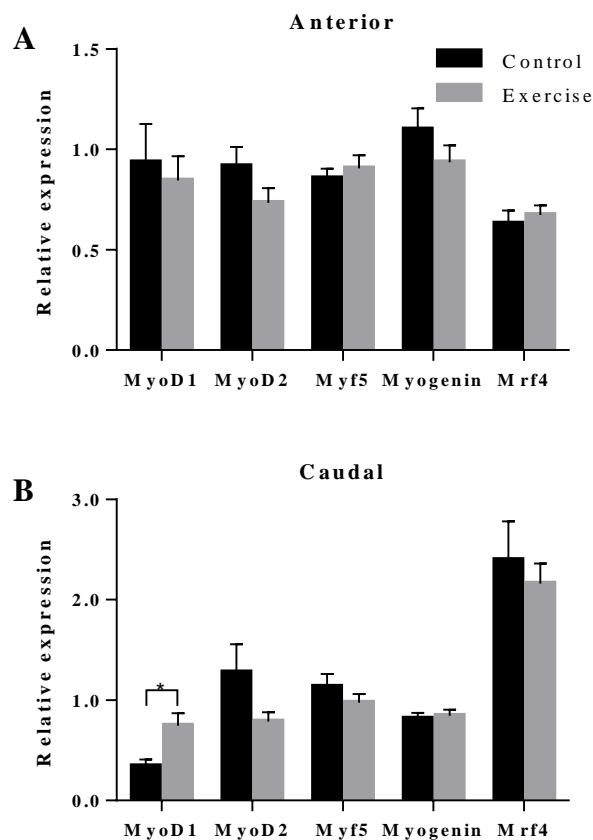 A
Anterior
Relative expression
1.5
1.0
0.5
0.0
Control
Exercise
MyoD1 MyoD2 Myf5 Myogenin Mrf4
B
Caudal
Relative expression
3.0
2.0
1.0
0.0
*
MyoD1 MyoD2 Myf5 Myogenin Mrf4